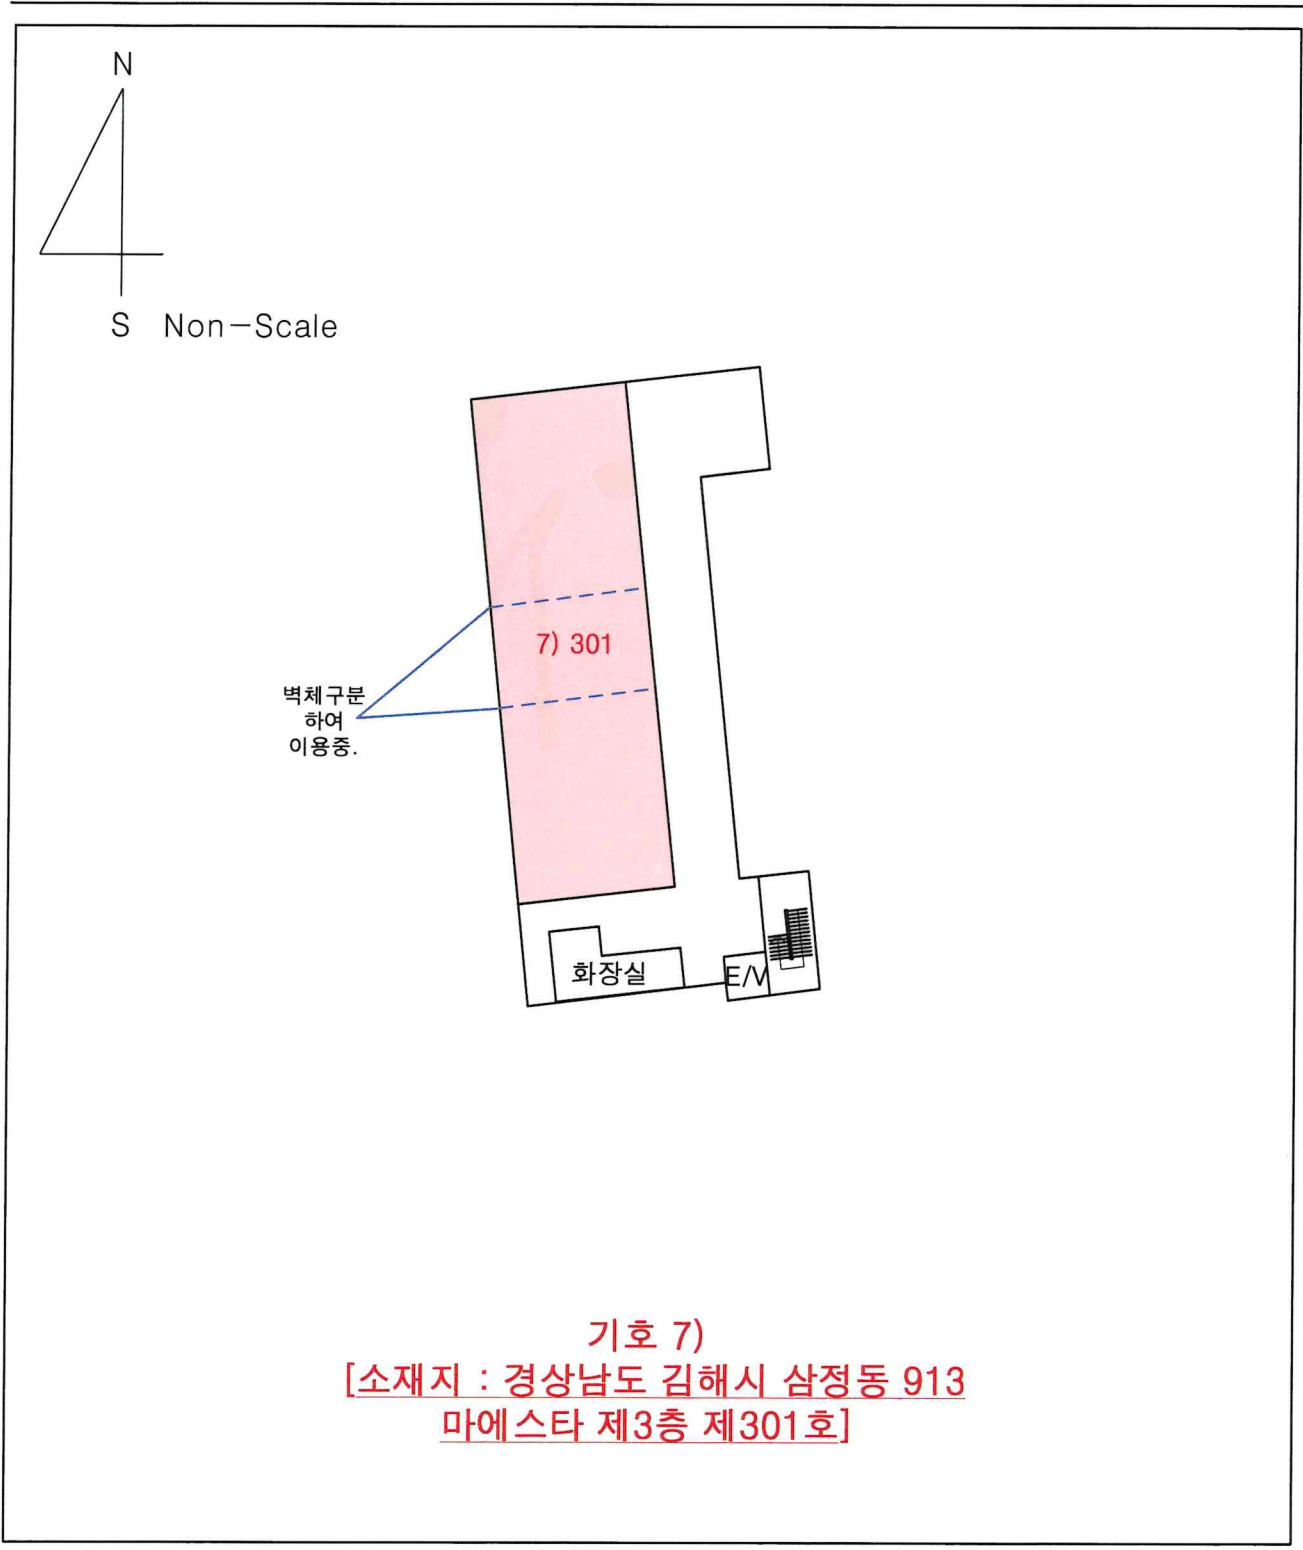 N
S Non-Scale
7) 301
벽체구분
하여
이용중.
화장실
E/V
기호 7)
[소재지 : 경상남도 김해시 삼정동 913
마에스타 제3층 제301호]